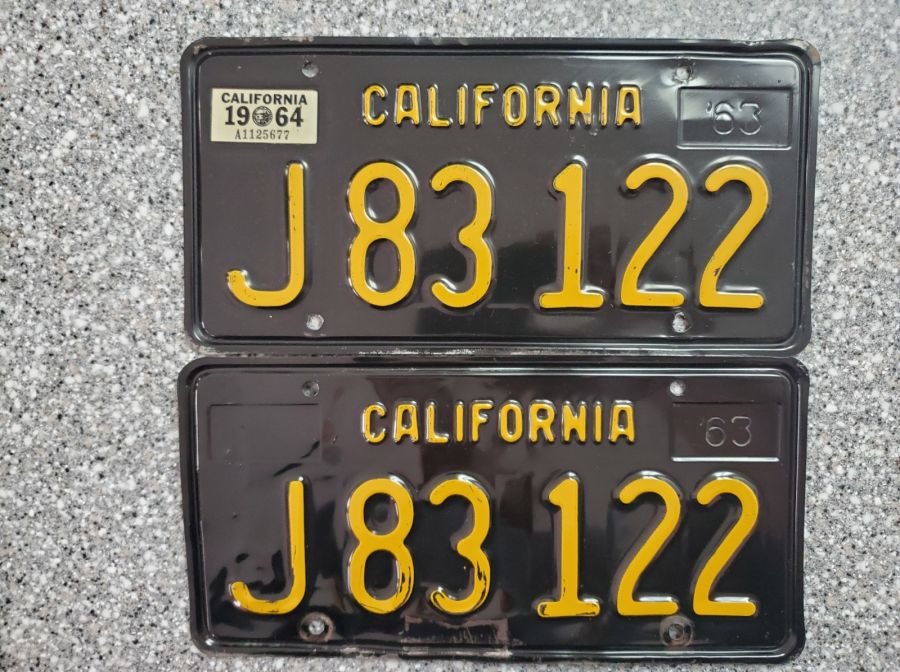 CALIFORNIA
19 64
A1125677
CALIFORNIA
'63
J 83 122
CALIFORNIA
'63
J 83 122